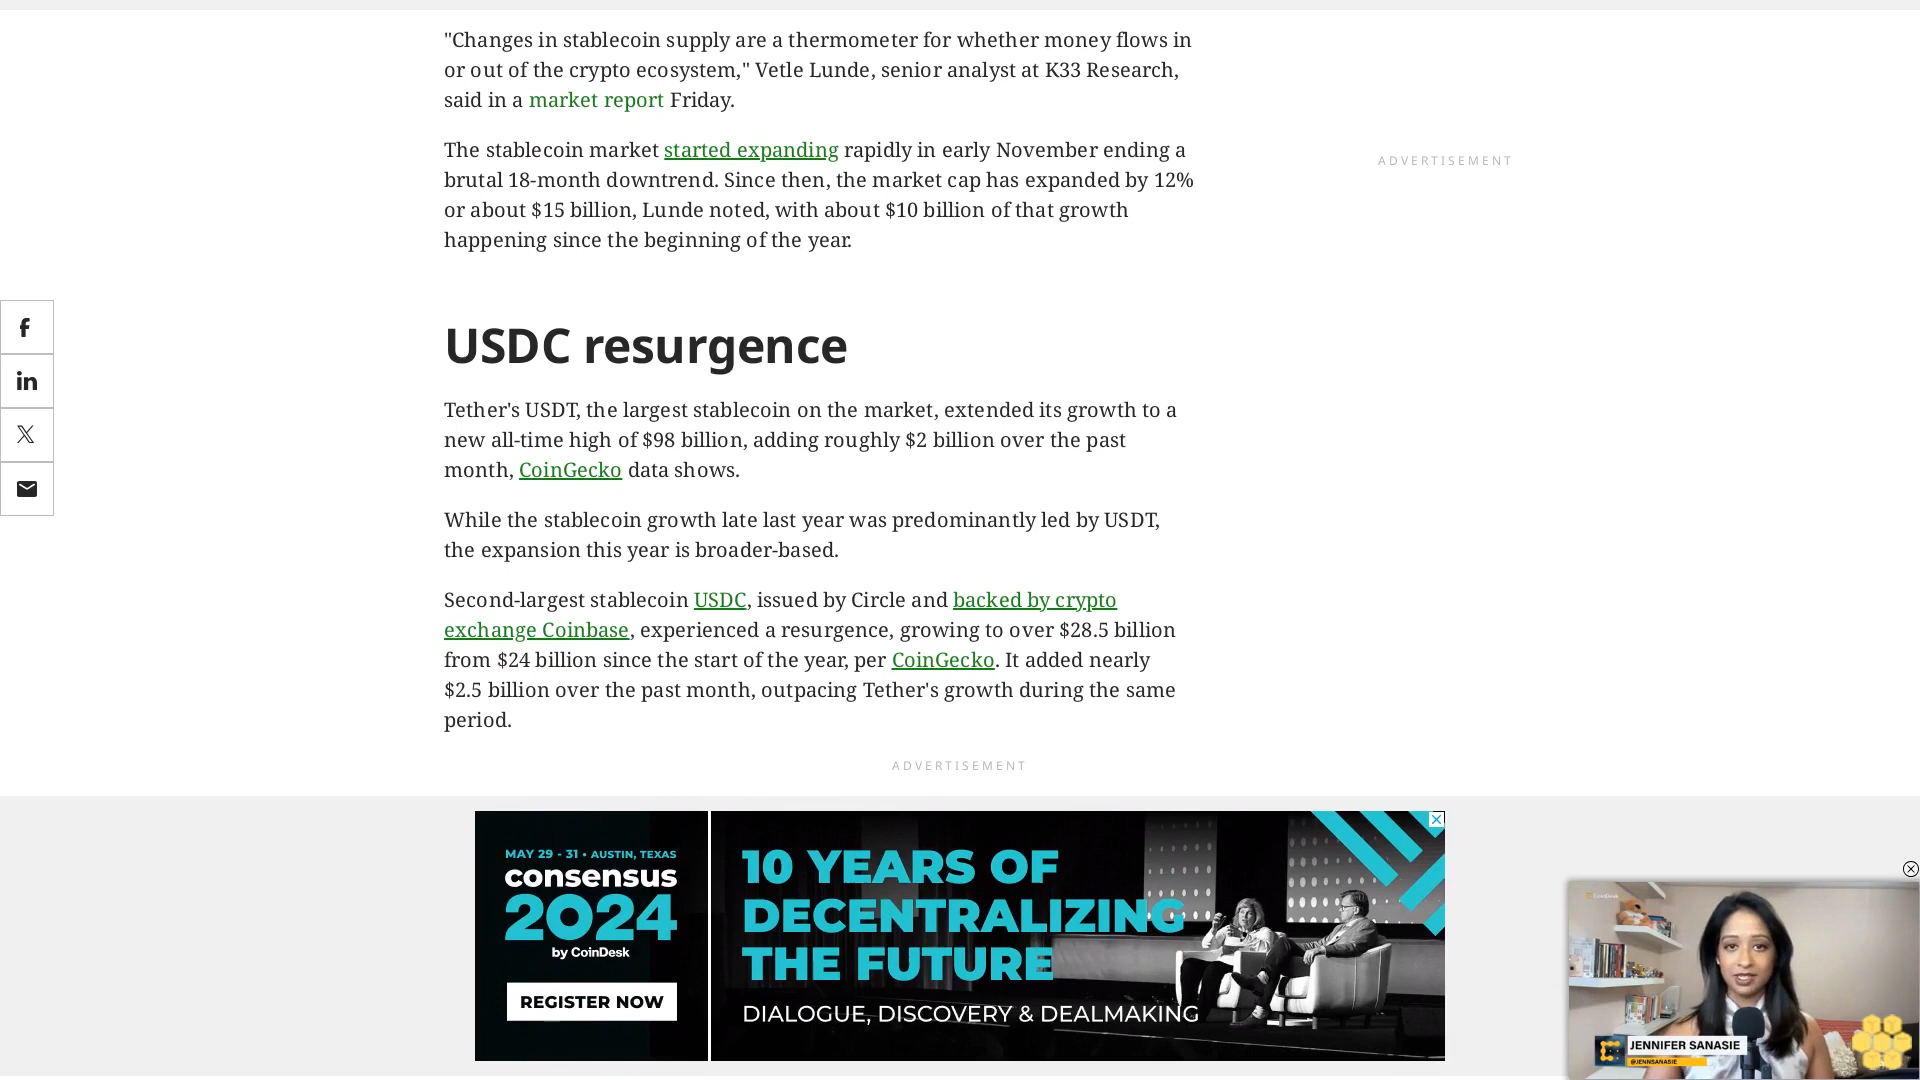 "Changes in stablecoin supply are a thermometer for whether money flows in
or out of the crypto ecosystem," Vetle Lunde, senior analyst at K33 Research,
said in a market report Friday.
The stablecoin market started expanding rapidly in early November ending a
brutal 18-month downtrend. Since then, the market cap has expanded by 12%
or about $15 billion, Lunde noted, with about $10 billion of that growth
happening since the beginning of the year.
ADVERTISEMENT
USDC resurgence
Tether's USDT, the largest stablecoin on the market, extended its growth to a
new all-time high of $98 billion, adding roughly $2 billion over the past
month, CoinGecko data shows.
While the stablecoin growth late last year was predominantly led by USDT,
the expansion this year is broader-based.
Second-largest stablecoin USDC, issued by Circle and backed by crypto
exchange Coinbase, experienced a resurgence, growing to over $28.5 billion
from $24 billion since the start of the year, per CoinGecko. It added nearly
$2.5 billion over the past month, outpacing Tether's growth during the same
period.
ADVERTISEMENT
MAY 29 - 31 • AUSTIN, TEXAS
consensus
2024
by CoinDesk
REGISTER NOW
10 YEARS OF
DECENTRALIZING
THE FUTURE
DIALOGUE, DISCOVERY & DEALMAKING
CoinDesk
JENNIFER SANASIE
@JENNSANASIE